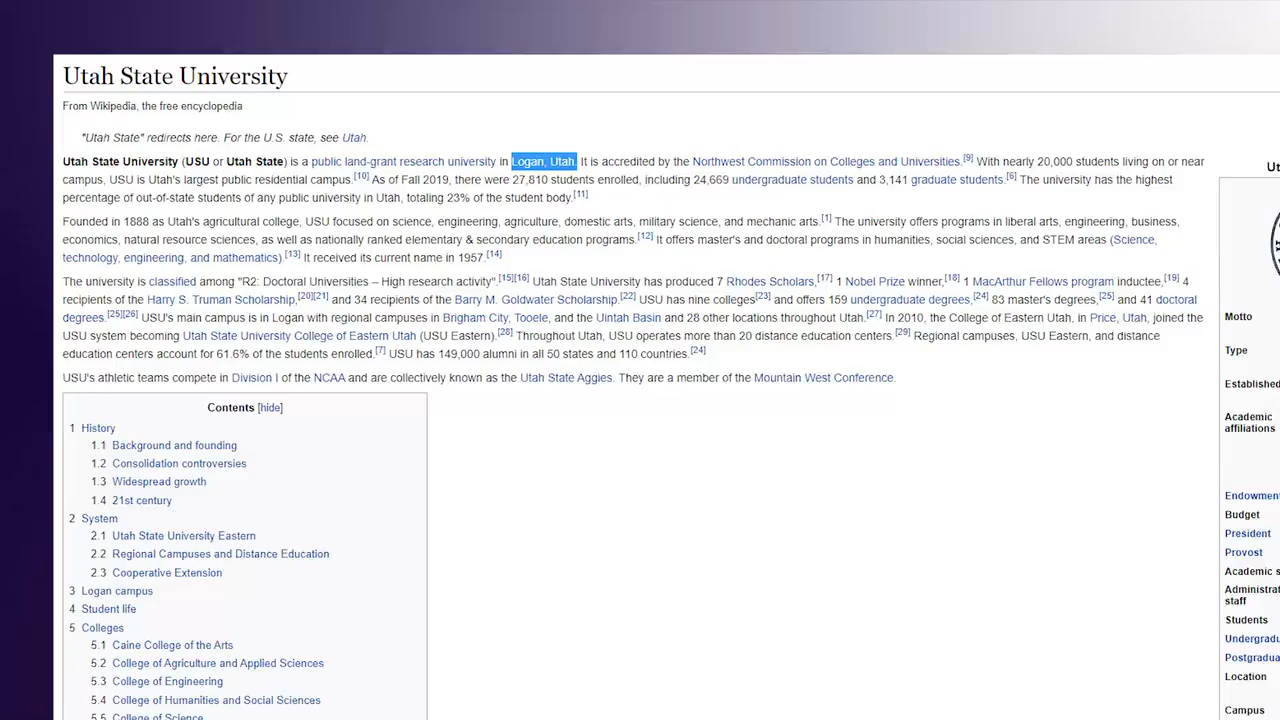 Utah State University
From Wikipedia, the free encyclopedia
"Utah State" redirects here. For the U.S. state, see Utah.
Utah State University (USU or Utah State) is a public land-grant research university in Logan, Utah. It is accredited by the Northwest Commission on Colleges and Universities.[9] With nearly 20,000 students living on or near
campus, USU is Utah's largest public residential campus.[10] As of Fall 2019, there were 27,810 students enrolled, including 24,669 undergraduate students and 3,141 graduate students.[6] The university has the highest
percentage of out-of-state students of any public university in Utah, totaling 23% of the student body.[11]
Founded in 1888 as Utah's agricultural college, USU focused on science, engineering, agriculture, domestic arts, military science, and mechanic arts.[1] The university offers programs in liberal arts, engineering, business,
economics, natural resource sciences, as well as nationally ranked elementary & secondary education programs.[12] It offers master's and doctoral programs in humanities, social sciences, and STEM areas (Science,
technology, engineering, and mathematics).[13] It received its current name in 1957.[14]
The university is classified among "R2: Doctoral Universities – High research activity".[15][16] Utah State University has produced 7 Rhodes Scholars,[17] 1 Nobel Prize winner,[18] 1 MacArthur Fellows program inductee,[19] 4
recipients of the Harry S. Truman Scholarship,[20][21] and 34 recipients of the Barry M. Goldwater Scholarship.[22] USU has nine colleges[23] and offers 159 undergraduate degrees,[24] 83 master's degrees,[25] and 41 doctoral
degrees.[25][26] USU's main campus is in Logan with regional campuses in Brigham City, Tooele, and the Uintah Basin and 28 other locations throughout Utah.[27] In 2010, the College of Eastern Utah, in Price, Utah, joined the
USU system becoming Utah State University College of Eastern Utah (USU Eastern).[28] Throughout Utah, USU operates more than 20 distance education centers.[29] Regional campuses, USU Eastern, and distance
education centers account for 61.6% of the students enrolled.[7] USU has 149,000 alumni in all 50 states and 110 countries.[24]
USU's athletic teams compete in Division I of the NCAA and are collectively known as the Utah State Aggies. They are a member of the Mountain West Conference.
Contents [hide]
1 History
1.1 Background and founding
1.2 Consolidation controversies
1.3 Widespread growth
1.4 21st century
2 System
2.1 Utah State University Eastern
2.2 Regional Campuses and Distance Education
2.3 Cooperative Extension
3 Logan campus
4 Student life
5 Colleges
5.1 Caine College of the Arts
5.2 College of Agriculture and Applied Sciences
5.3 College of Engineering
5.4 College of Humanities and Social Sciences
5.5 College of Science
Ut
Motto
Type
Established
Academic
affiliations
Endowment
Budget
President
Provost
Academic s
Administrat
staff
Students
Undergradu
Postgradua
Location
Campus